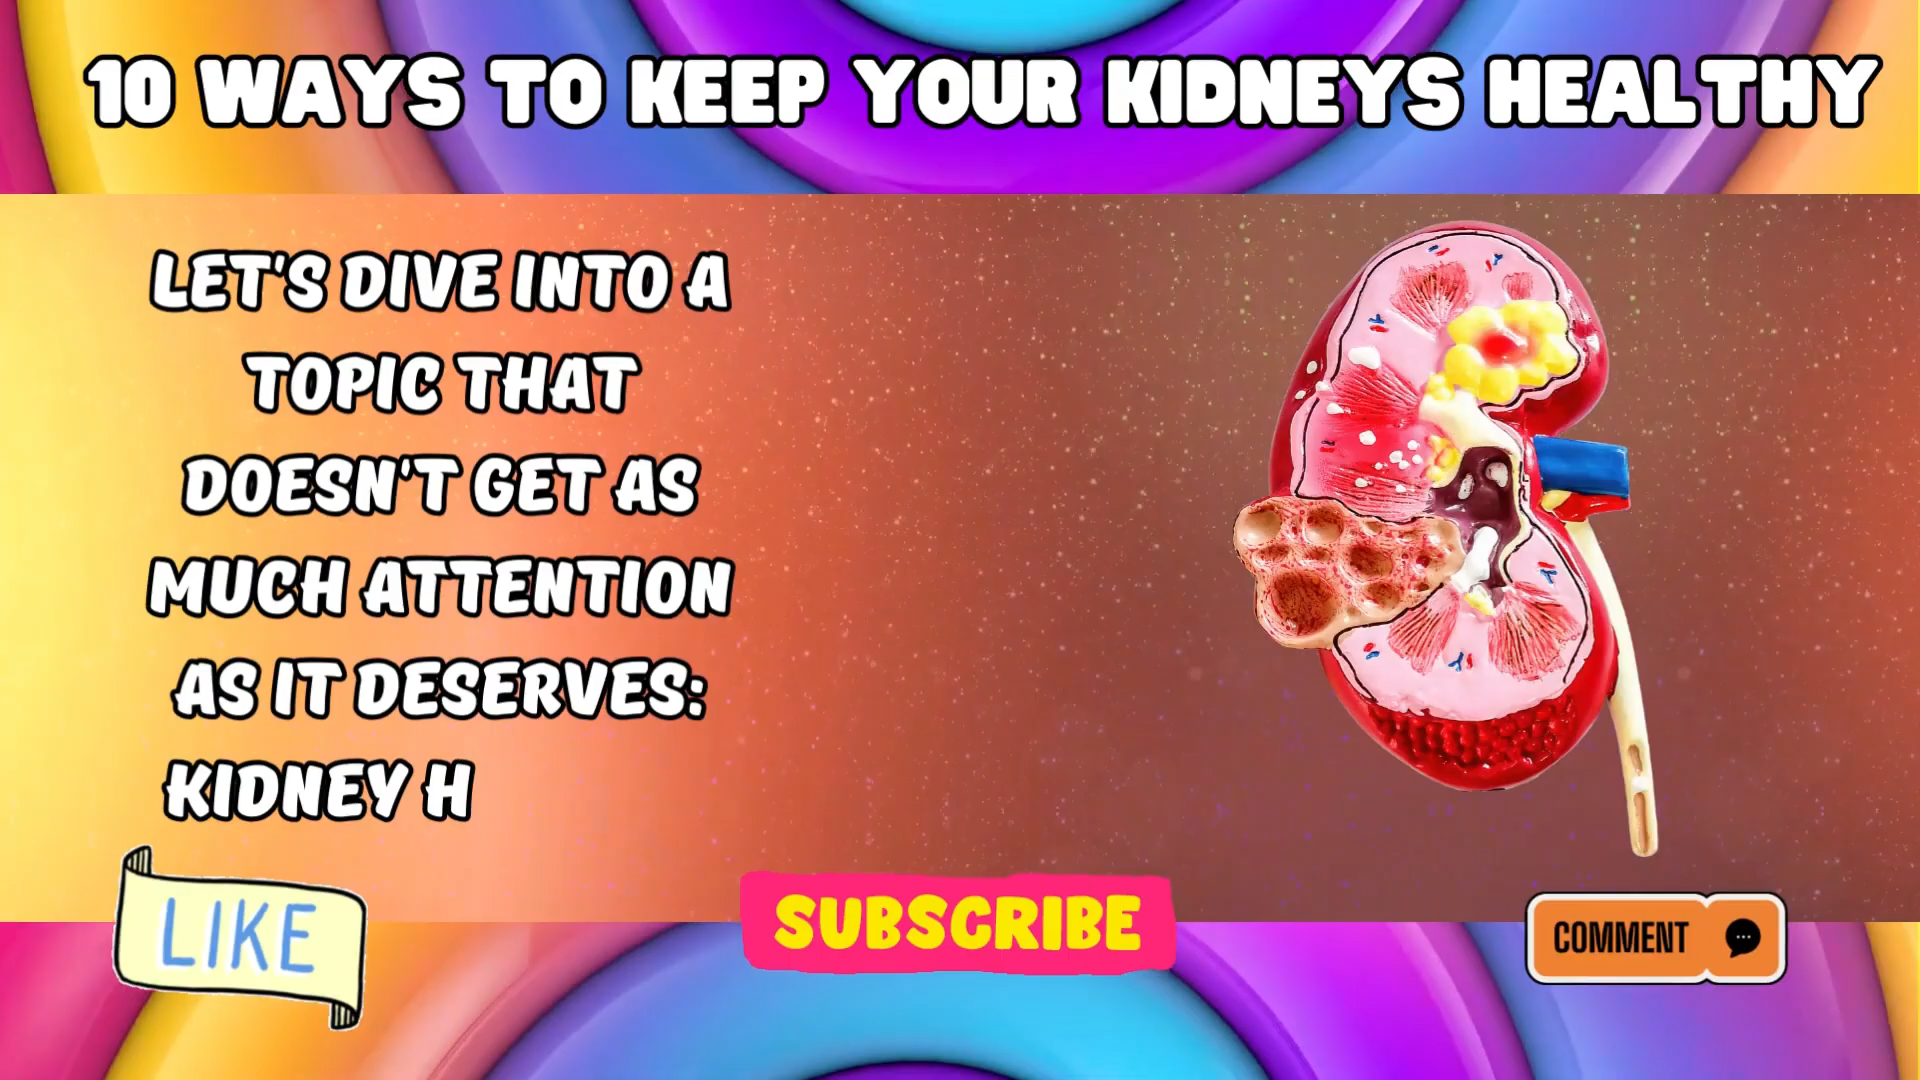 10 WAYS TO KEEP YOUR KIDNEYS HEALTHY
LET'S DIVE INTO A
TOPIC THAT
DOESN'T GET AS
MUCH ATTENTION
AS IT DESERVES:
KIDNEY H
LIKE
SUBSCRIBE
COMMENT